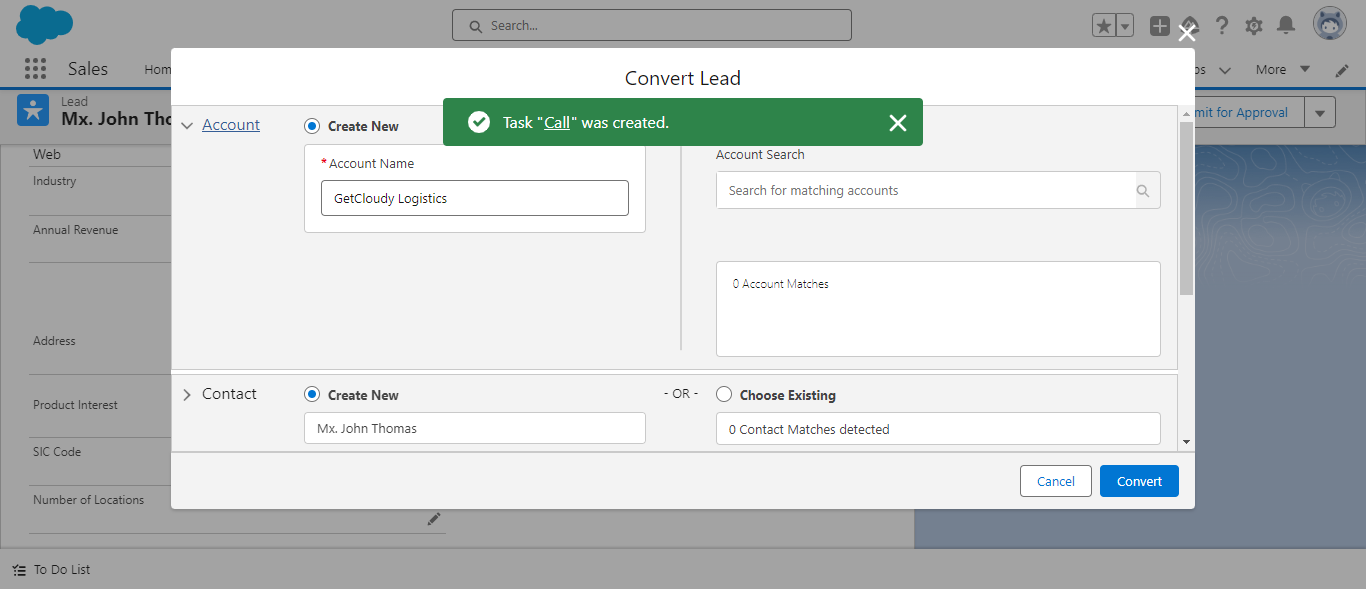 Search...
Sales
Hom
ps
More
Convert Lead
Lead
Mx. John Tho
mit for Approval
Task "Call" was created.
Account
Create New
* Account Name
GetCloudy Logistics
Account Search
Search for matching accounts
0 Account Matches
Web
Industry
Annual Revenue
Address
Product Interest
SIC Code
Number of Locations
Contact
Create New
Mx. John Thomas
- OR -
Choose Existing
0 Contact Matches detected
Cancel
Convert
To Do List